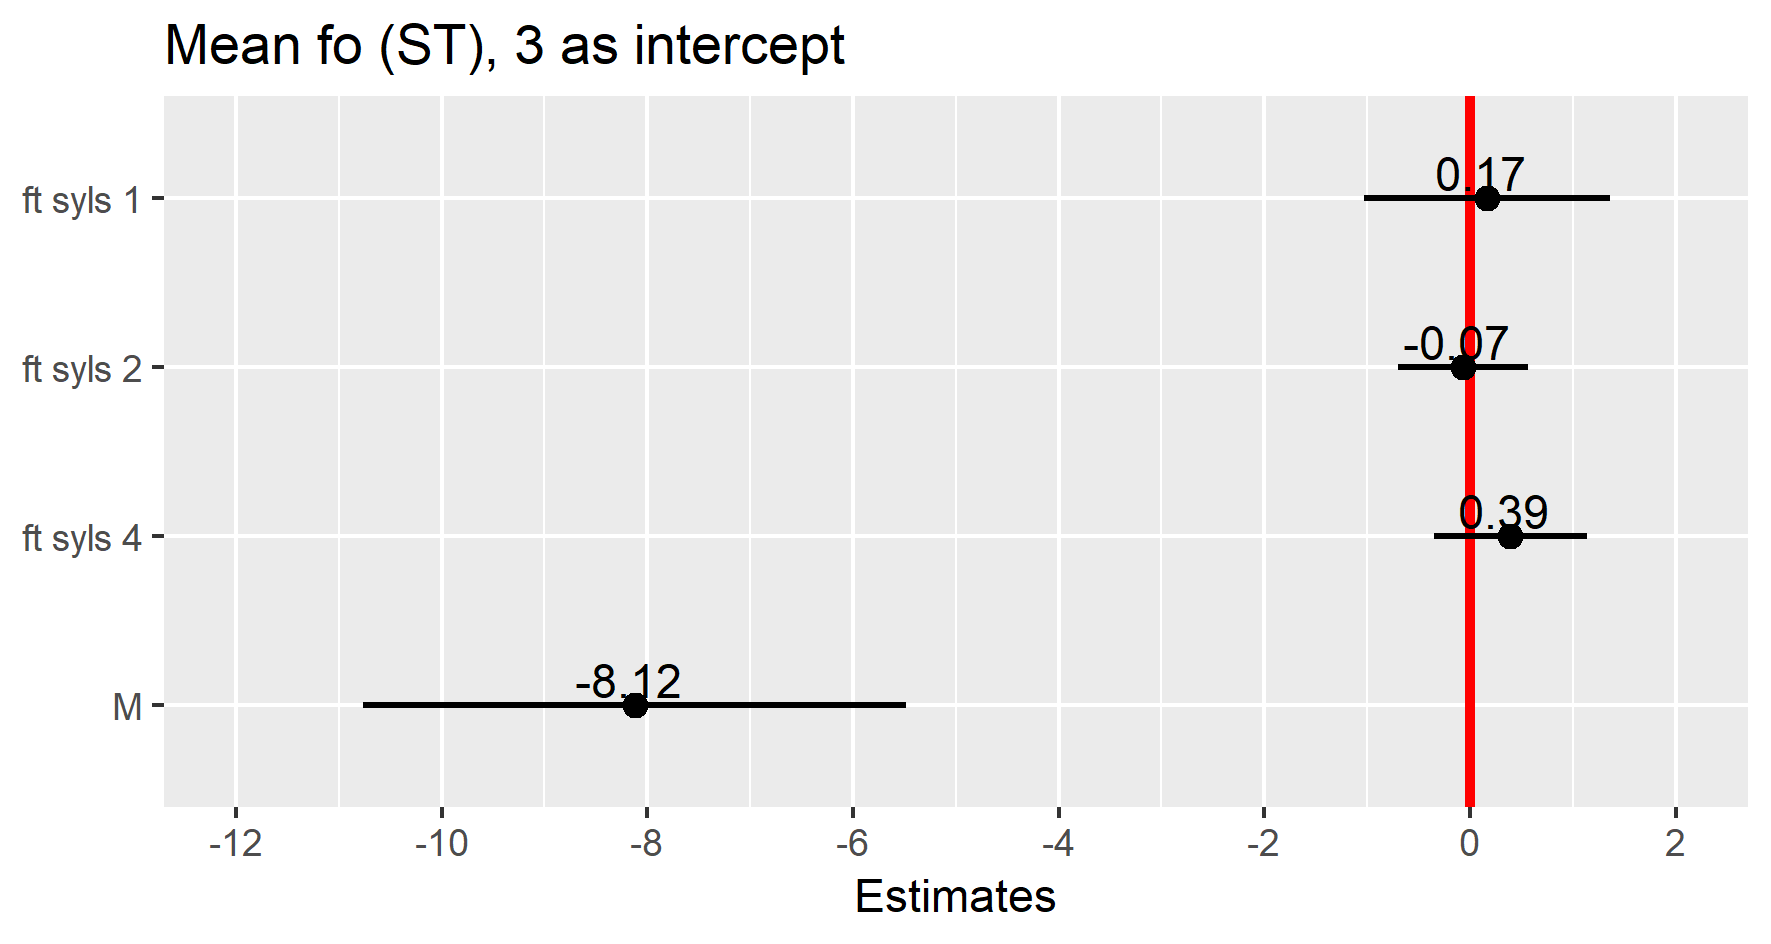 Mean fo (ST), 3 as intercept
ft syls 1
0.17
ft syls 2
-0.07
ft syls 4
0.39
M
-8.12
-12 -10 -8 -6 -4 -2 0 2
Estimates